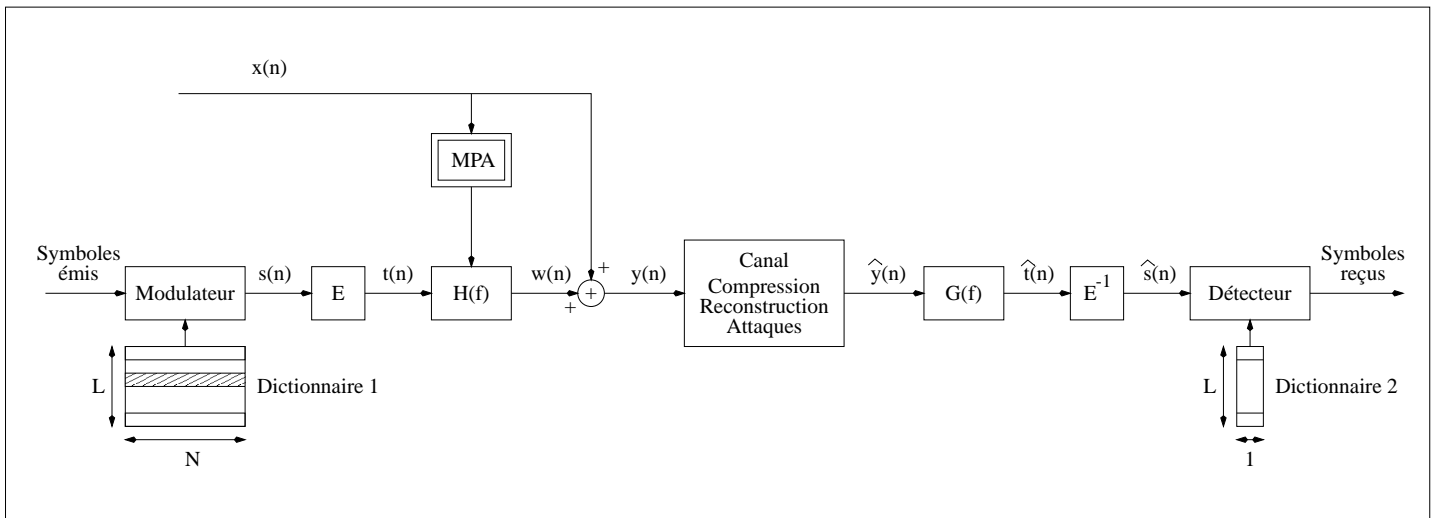 x(n)
MPA
Symboles
émis
Modulateur
s(n)
E
t(n)
H(f)
w(n)
+
+
+
y(n)
Canal
Compression
Reconstruction
Attaques
ŷ(n)
G(f)
t̂(n)
E⁻¹
ŝ(n)
Détecteur
Symboles
reçus
L
Dictionnaire 1
N
L
Dictionnaire 2
1